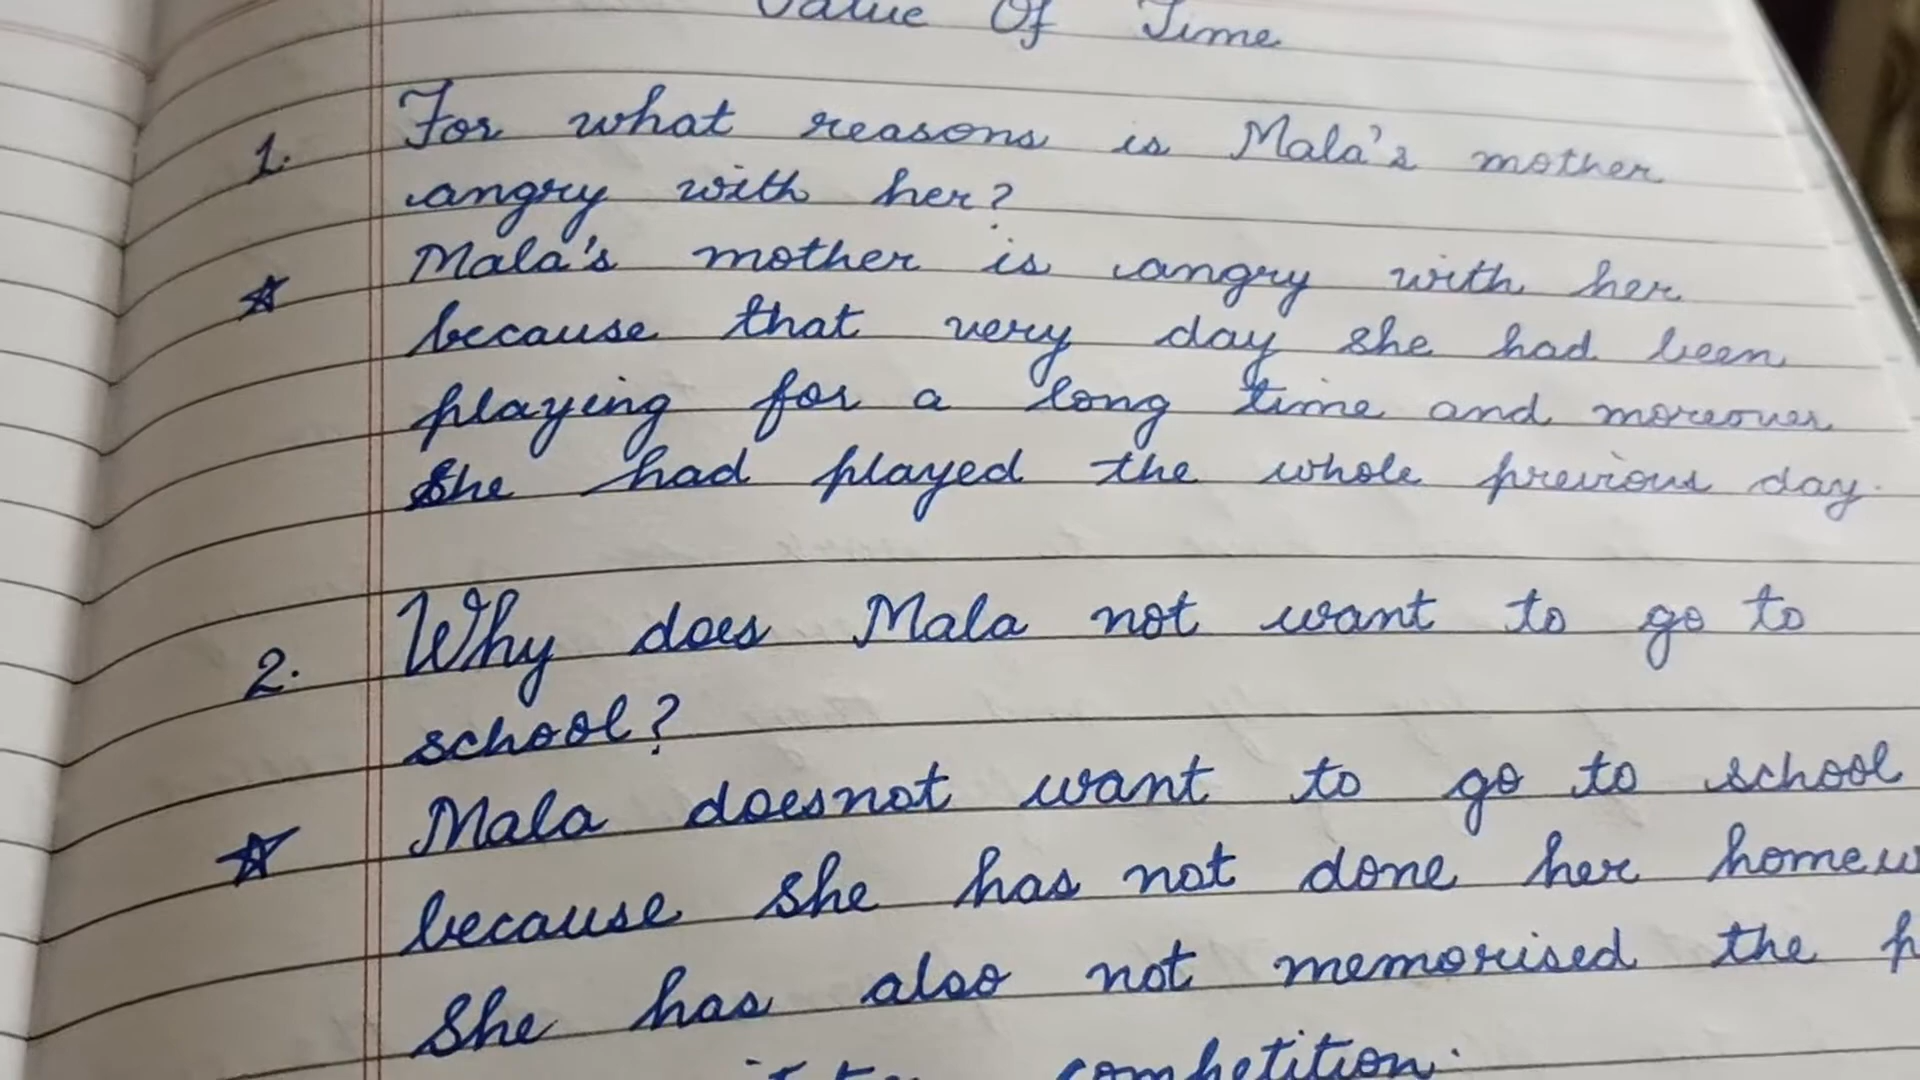 Value Of Time
1. For what reasons is Mala's mother
angry with her?
☆ Mala's mother is angry with her
because that very day she had been
playing for a long time and moreover
she had played the whole previous day.
2. Why does Mala not want to go to
school?
☆ Mala doesnot want to go to school
because she has not done her
She has also not memorised the
competition.